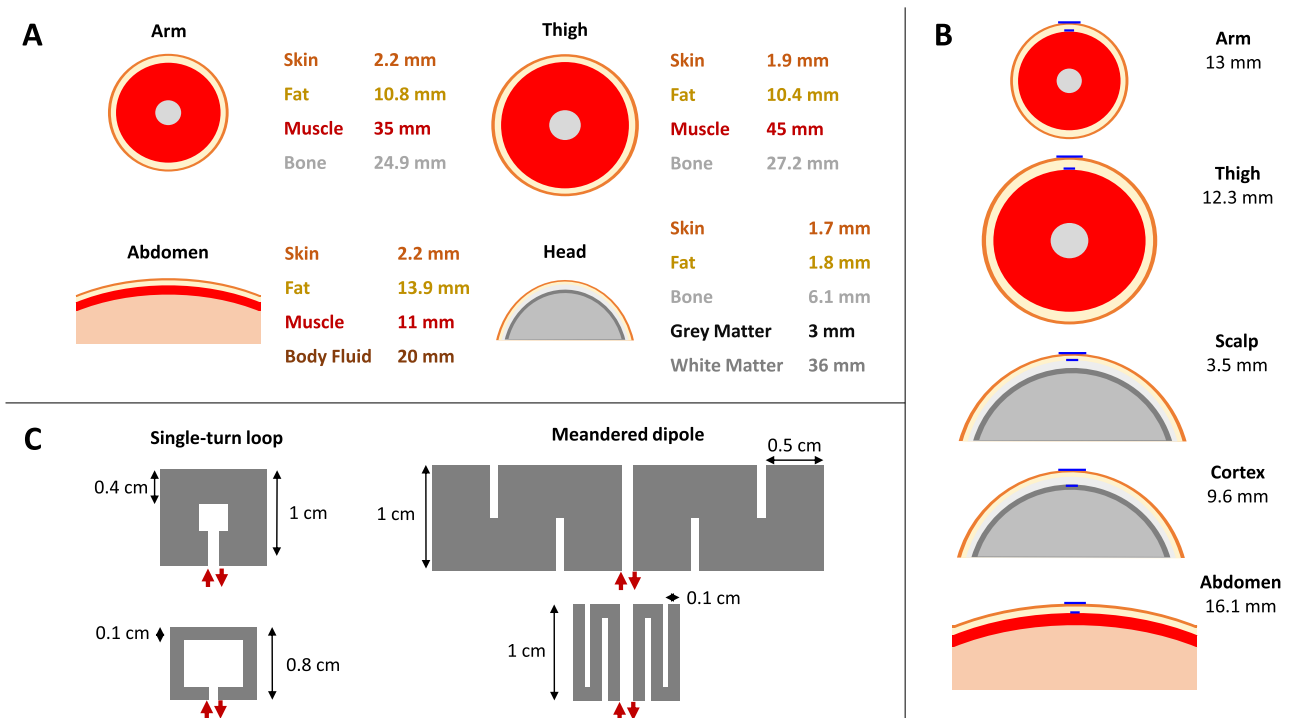 A
Arm
Skin 2.2 mm
Fat 10.8 mm
Muscle 35 mm
Bone 24.9 mm
Thigh
Skin 1.9 mm
Fat 10.4 mm
Muscle 45 mm
Bone 27.2 mm
Abdomen
Skin 2.2 mm
Fat 13.9 mm
Muscle 11 mm
Body Fluid 20 mm
Head
Skin 1.7 mm
Fat 1.8 mm
Bone 6.1 mm
Grey Matter 3 mm
White Matter 36 mm
B
Arm
13 mm
Thigh
12.3 mm
Scalp
3.5 mm
Cortex
9.6 mm
Abdomen
16.1 mm
C
Single-turn loop
0.4 cm
1 cm
0.1 cm
0.8 cm
Meandered dipole
0.5 cm
1 cm
0.1 cm
1 cm